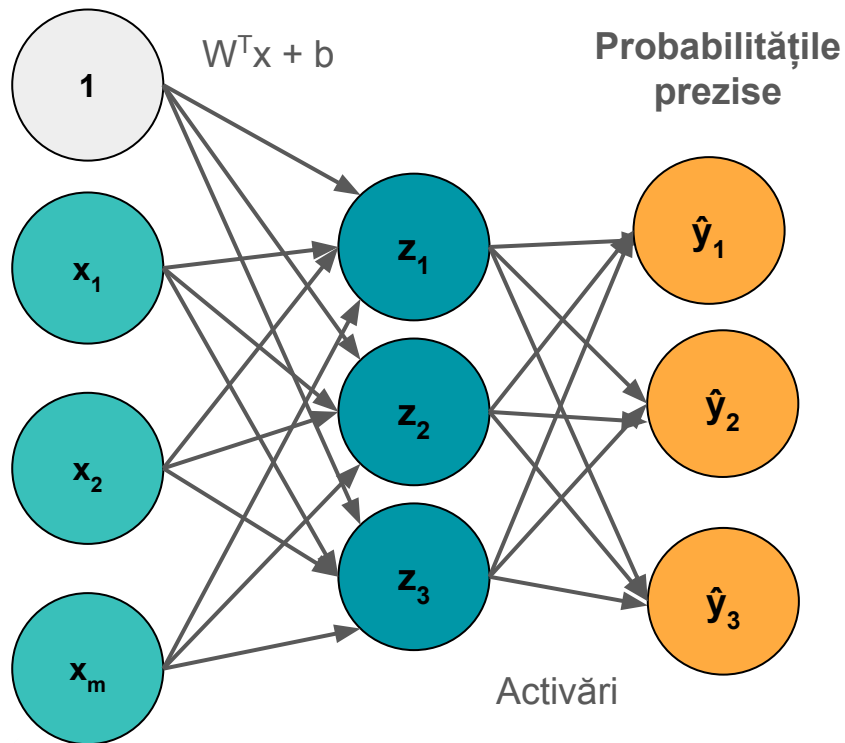 Wᵀx + b
Probabilitățile
prezise
1
x₁
x₂
xₘ
z₁
z₂
z₃
ŷ₁
ŷ₂
ŷ₃
Activări